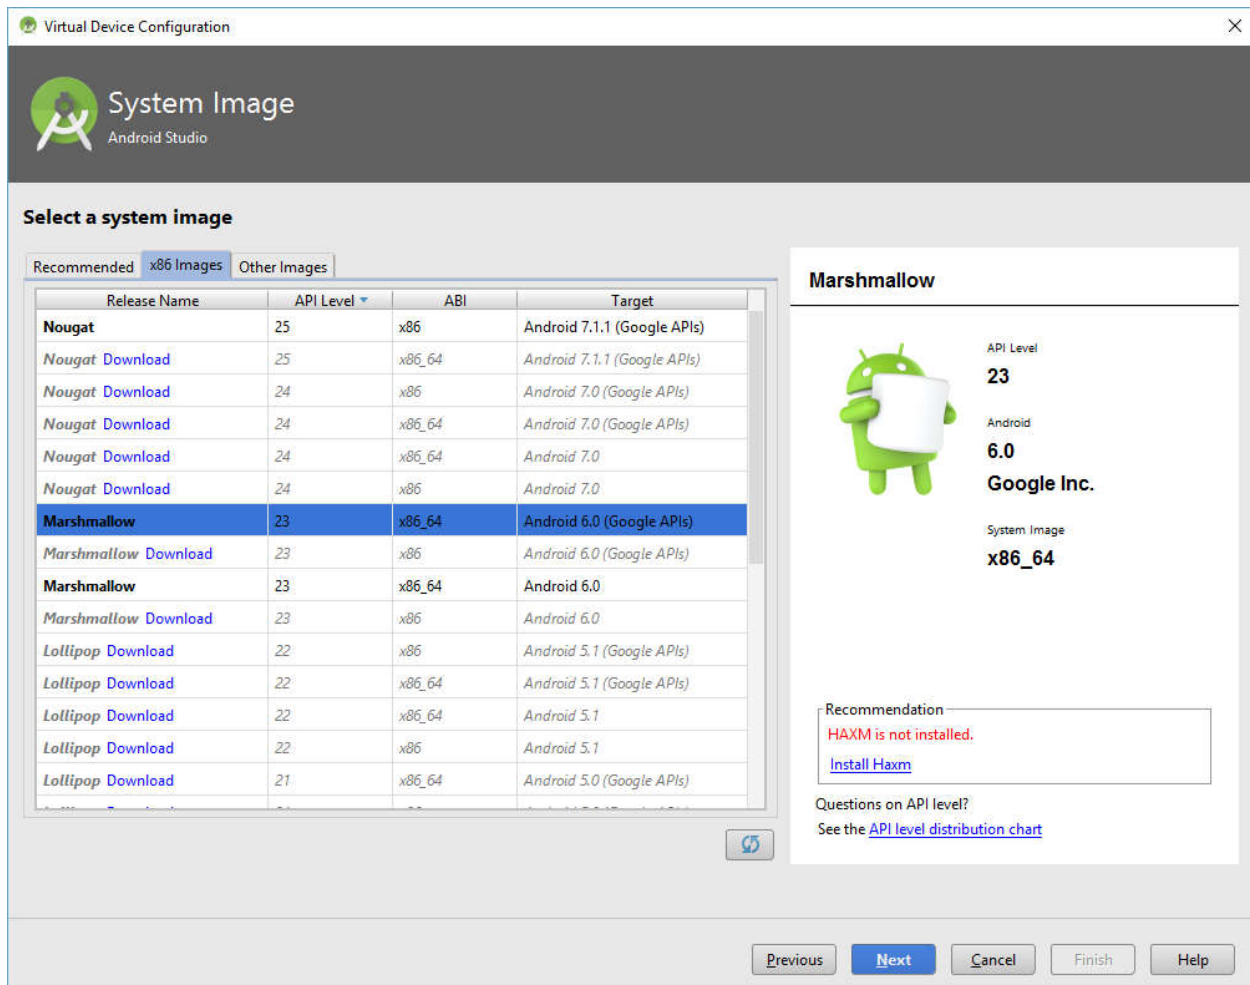 Virtual Device Configuration
System Image
Android Studio
Select a system image
Recommended x86 Images Other Images
Release Name API Level ABI Target
Nougat 25 x86 Android 7.1.1 (Google APIs)
Nougat Download 25 x86_64 Android 7.1.1 (Google APIs)
Nougat Download 24 x86 Android 7.0 (Google APIs)
Nougat Download 24 x86_64 Android 7.0 (Google APIs)
Nougat Download 24 x86_64 Android 7.0
Nougat Download 24 x86 Android 7.0
Marshmallow 23 x86_64 Android 6.0 (Google APIs)
Marshmallow Download 23 x86 Android 6.0 (Google APIs)
Marshmallow 23 x86_64 Android 6.0
Marshmallow Download 23 x86 Android 6.0
Lollipop Download 22 x86 Android 5.1 (Google APIs)
Lollipop Download 22 x86_64 Android 5.1 (Google APIs)
Lollipop Download 22 x86_64 Android 5.1
Lollipop Download 22 x86 Android 5.1
Lollipop Download 21 x86_64 Android 5.0 (Google APIs)
Marshmallow
API Level
23
Android
6.0
Google Inc.
System Image
x86_64
Recommendation
HAXM is not installed.
Install Haxm
Questions on API level?
See the API level distribution chart
Previous Next Cancel Finish Help